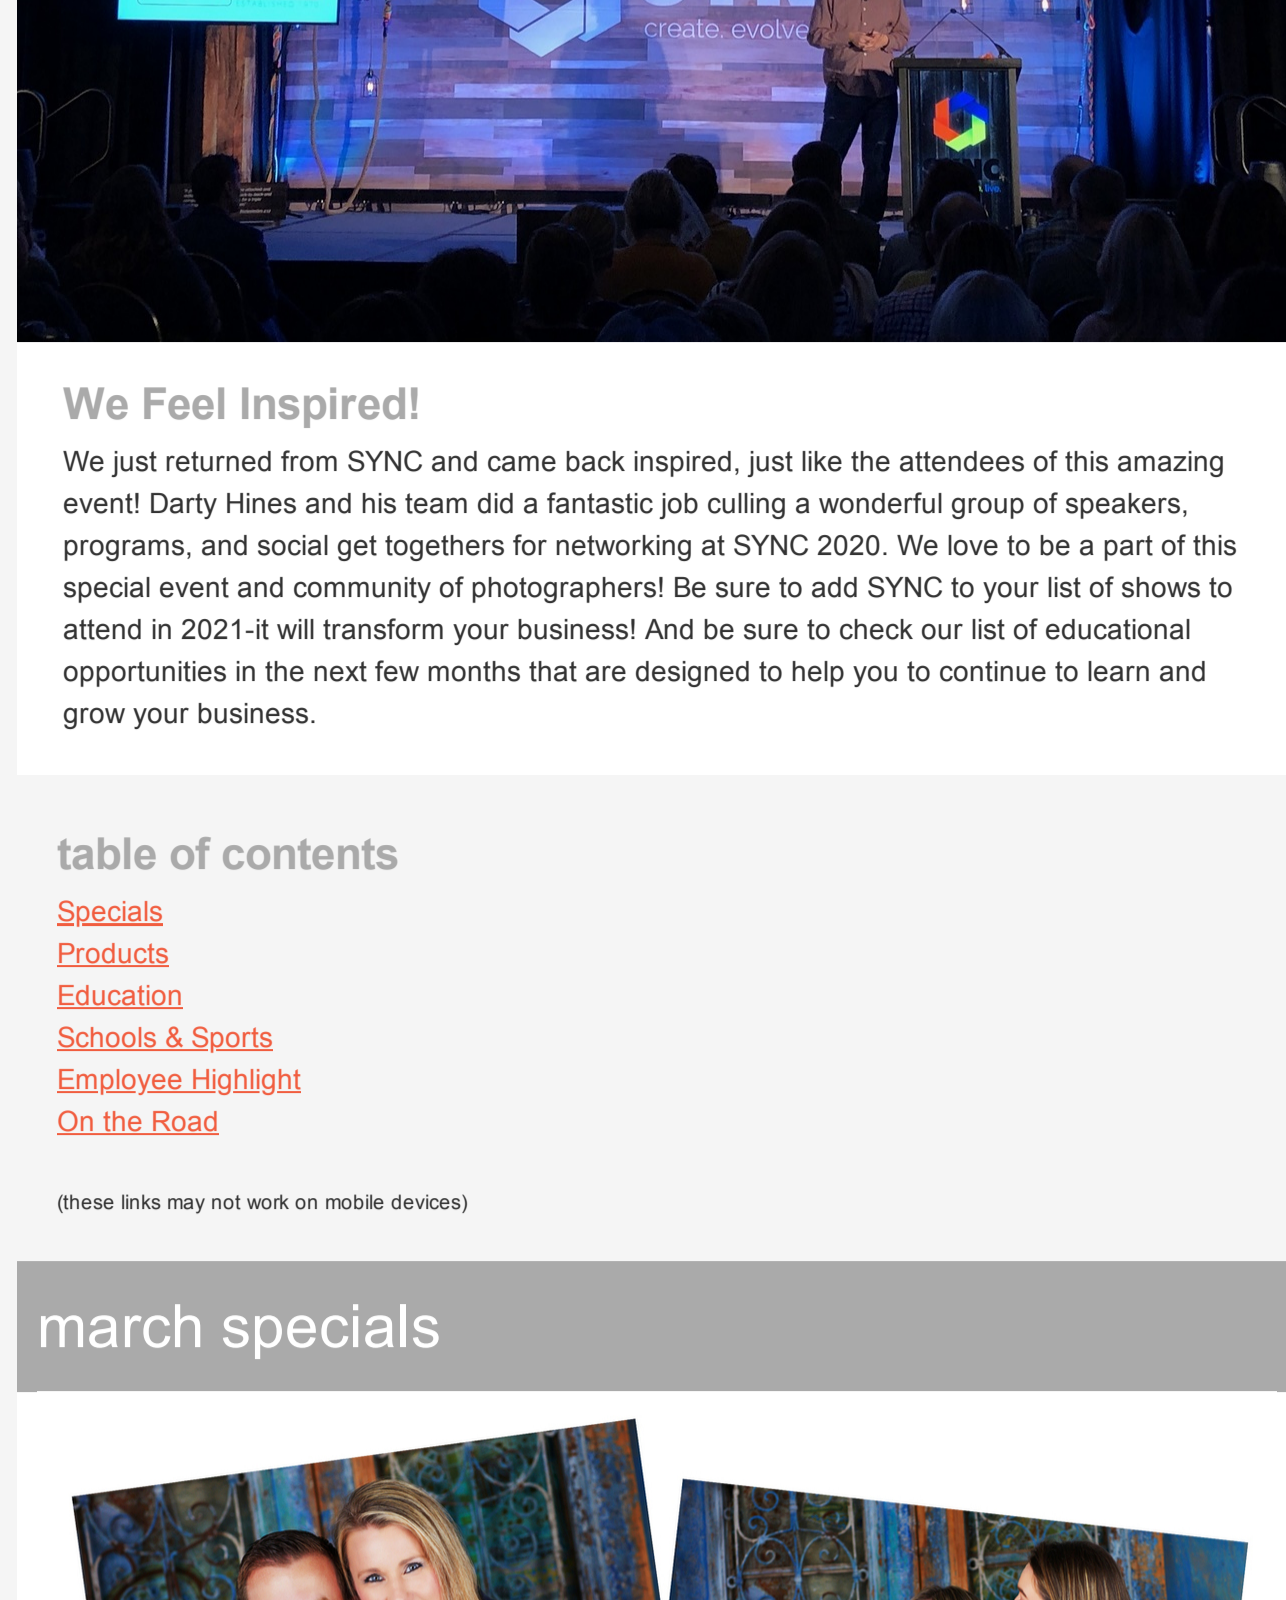 ESTABLISHED 1978
create. evolve
SYNC
live.
We Feel Inspired!
We just returned from SYNC and came back inspired, just like the attendees of this amazing
event! Darty Hines and his team did a fantastic job culling a wonderful group of speakers,
programs, and social get togethers for networking at SYNC 2020. We love to be a part of this
special event and community of photographers! Be sure to add SYNC to your list of shows to
attend in 2021-it will transform your business! And be sure to check our list of educational
opportunities in the next few months that are designed to help you to continue to learn and
grow your business.
table of contents
Specials
Products
Education
Schools & Sports
Employee Highlight
On the Road
(these links may not work on mobile devices)
march specials